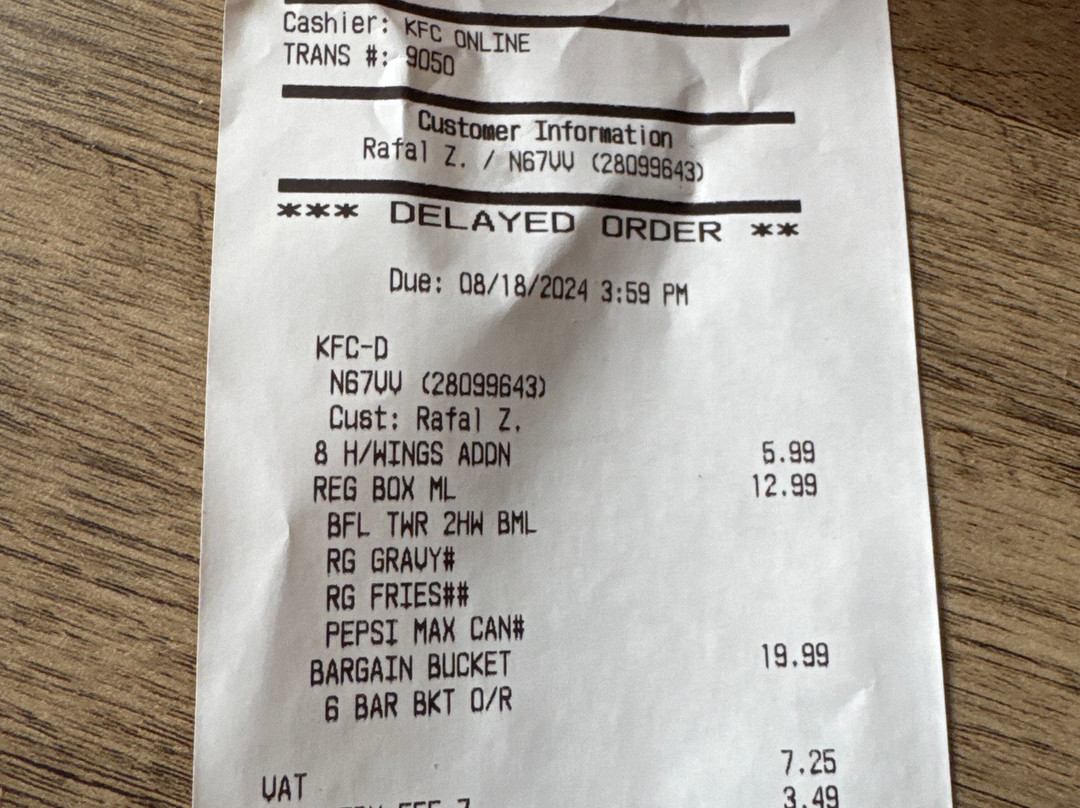 Cashier: KFC ONLINE
TRANS #: 9050
Customer Information
Rafal Z. / N67VV (28099643)
*** DELAYED ORDER **
Due: 08/18/2024 3:59 PM
KFC-D
N67VV (28099643)
Cust: Rafal Z.
8 H/WINGS ADDN 5.99
REG BOX ML 12.99
BFL TWR 2HW BML
RG GRAVY#
RG FRIES##
PEPSI MAX CAN#
BARGAIN BUCKET 19.99
6 BAR BKT O/R
VAT 7.25
3.49